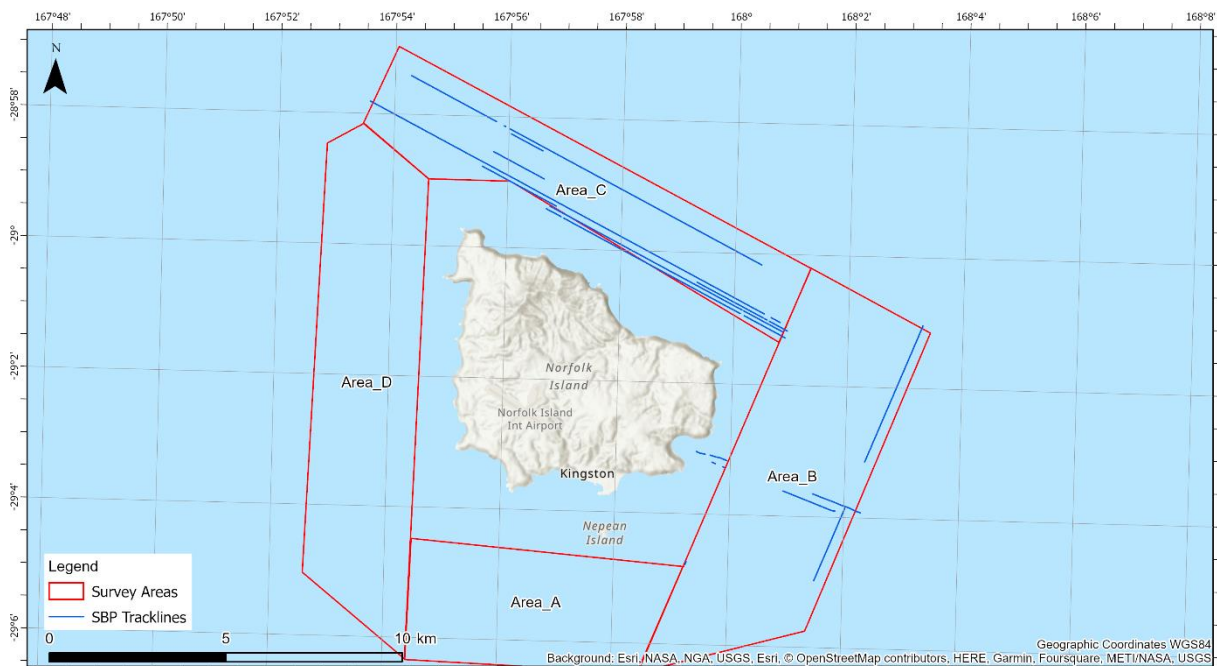 167°48' 167°50' 167°52' 167°54' 167°56' 167°58' 168° 168°2' 168°4' 168°6' 168°8'
N
-28°58'
Area_C
-29°
Area_D
-29°2'
Norfolk
Island
Norfolk Island
Int Airport
Kingston
Area_B
-29°4'
Nepean
Island
Legend
Survey Areas
SBP Tracklines
Area_A
-29°6'
0 5 10 km
Geographic Coordinates WGS84
Background: Esri, NASA, NGA, USGS, Esri, © OpenStreetMap contributors, HERE, Garmin, Foursquare, METI/NASA, USGS